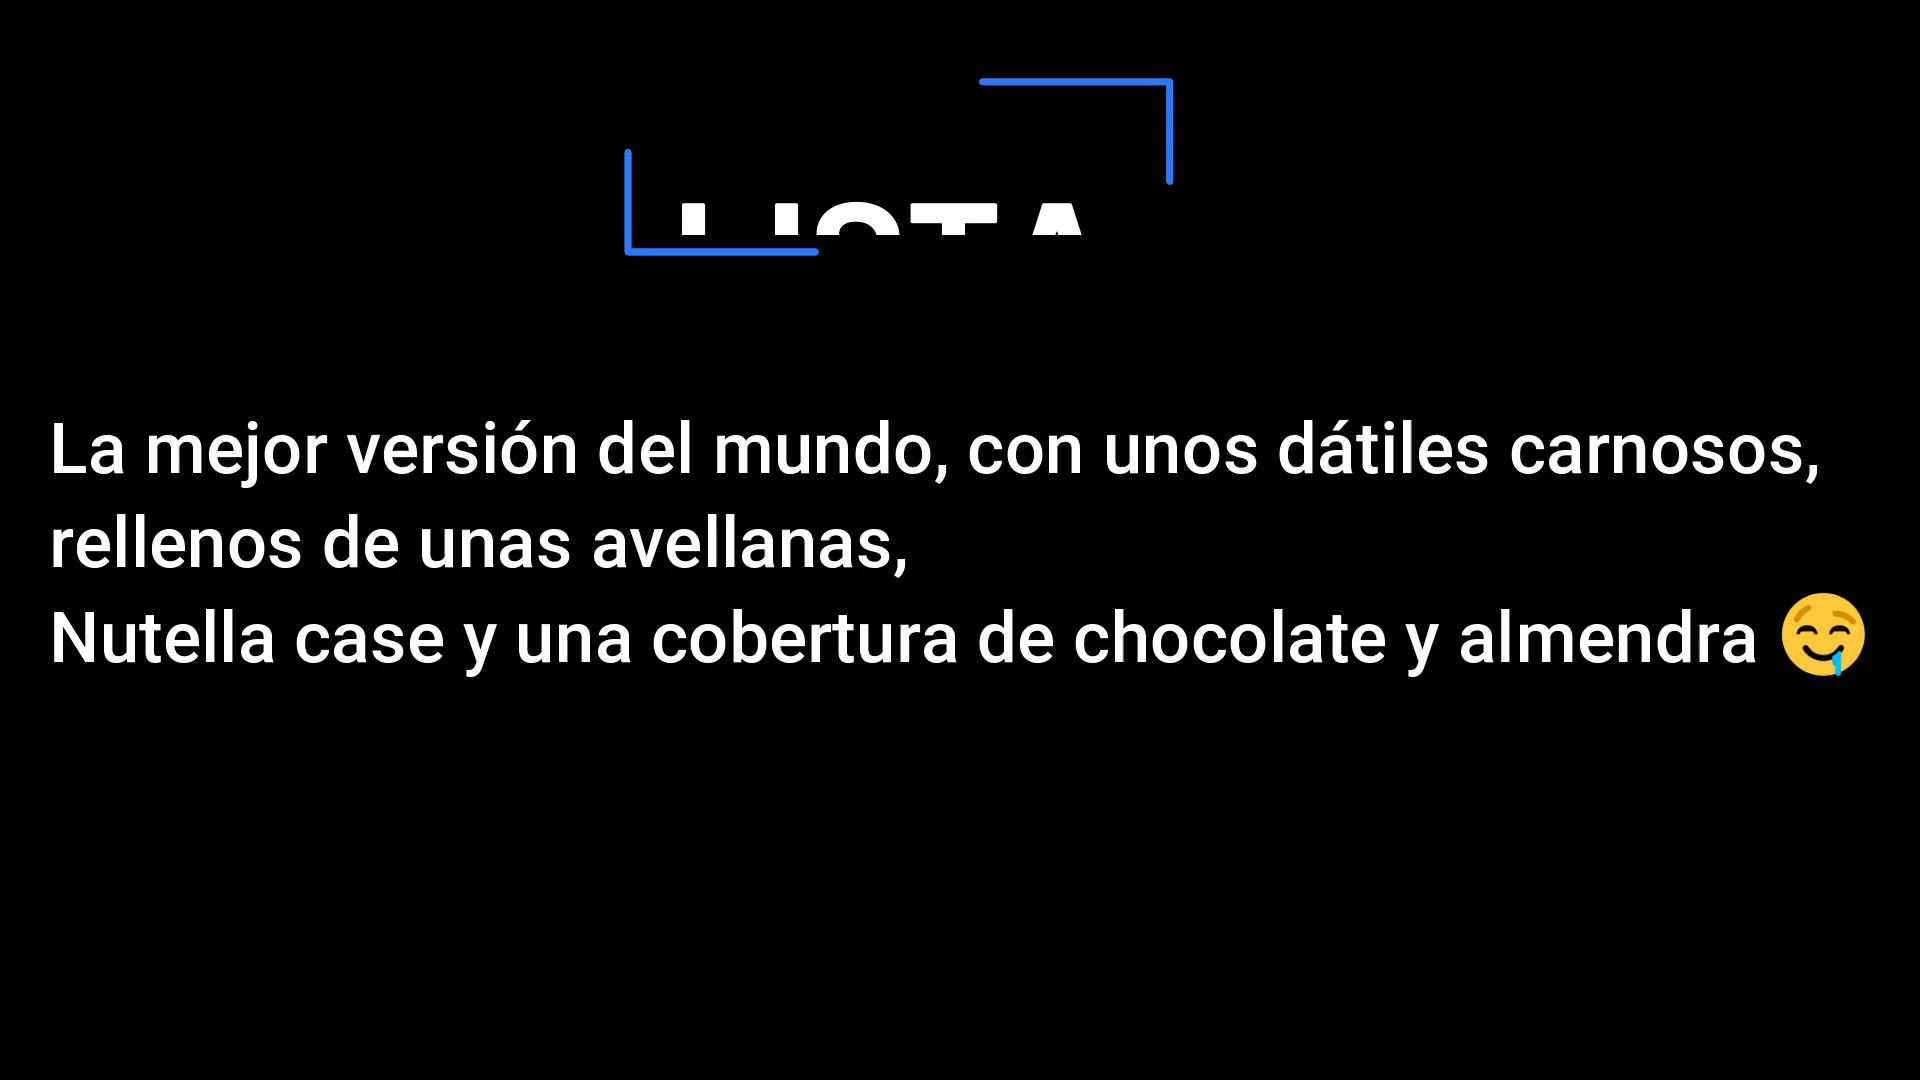 LISTA
La mejor versión del mundo, con unos dátiles carnosos,
rellenos de unas avellanas,
Nutella case y una cobertura de chocolate y almendra 🤤